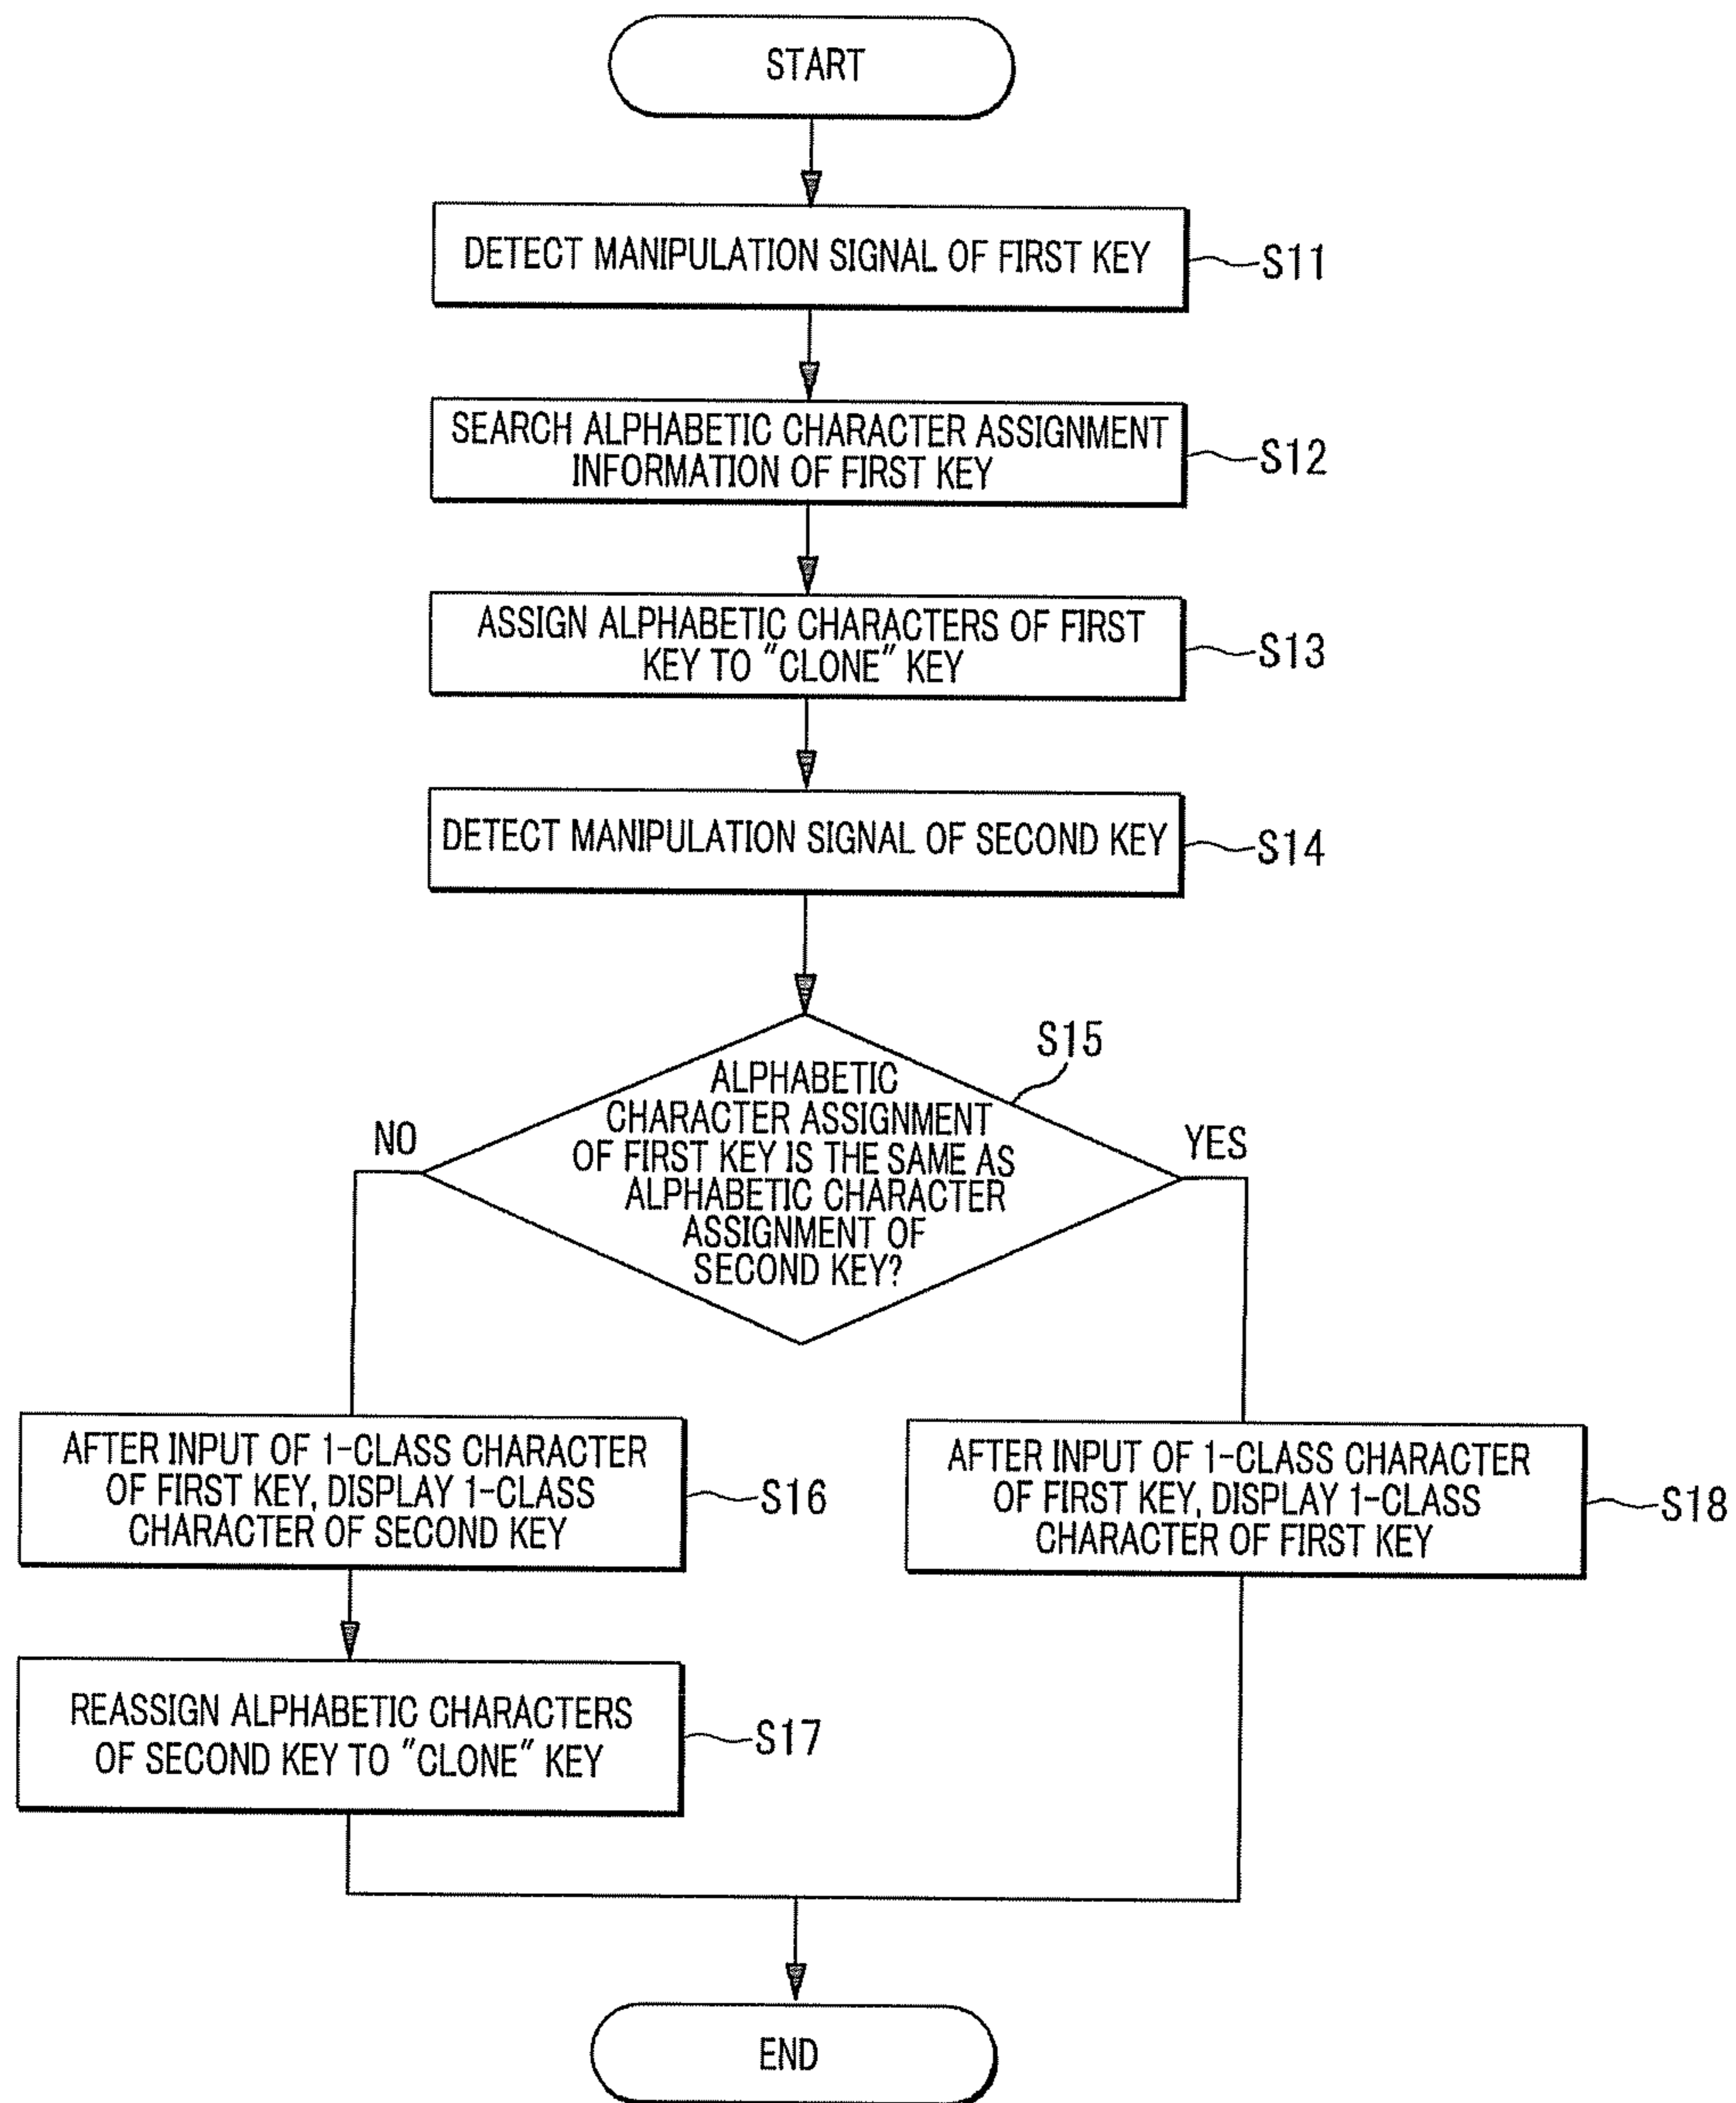 START
DETECT MANIPULATION SIGNAL OF FIRST KEY
S11
SEARCH ALPHABETIC CHARACTER ASSIGNMENT
INFORMATION OF FIRST KEY
S12
ASSIGN ALPHABETIC CHARACTERS OF FIRST
KEY TO "CLONE" KEY
S13
DETECT MANIPULATION SIGNAL OF SECOND KEY
S14
S15
ALPHABETIC
CHARACTER ASSIGNMENT
OF FIRST KEY IS THE SAME AS
ALPHABETIC CHARACTER
ASSIGNMENT OF
SECOND KEY?
NO
YES
AFTER INPUT OF 1-CLASS CHARACTER
OF FIRST KEY, DISPLAY 1-CLASS
CHARACTER OF SECOND KEY
S16
AFTER INPUT OF 1-CLASS CHARACTER
OF FIRST KEY, DISPLAY 1-CLASS
CHARACTER OF FIRST KEY
S18
REASSIGN ALPHABETIC CHARACTERS
OF SECOND KEY TO "CLONE" KEY
S17
END